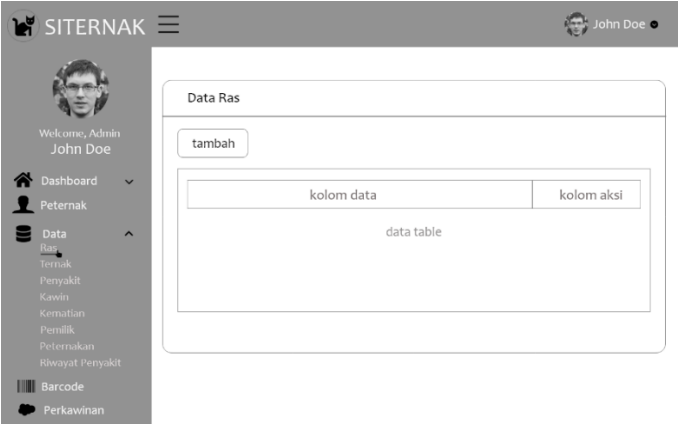 SITERNAK
John Doe
Welcome, Admin
John Doe
Dashboard
Peternak
Data
Ras
Ternak
Penyakit
Kawin
Kematian
Pemilik
Peternakan
Riwayat Penyakit
Barcode
Perkawinan
Data Ras
tambah
kolom data kolom aksi
data table